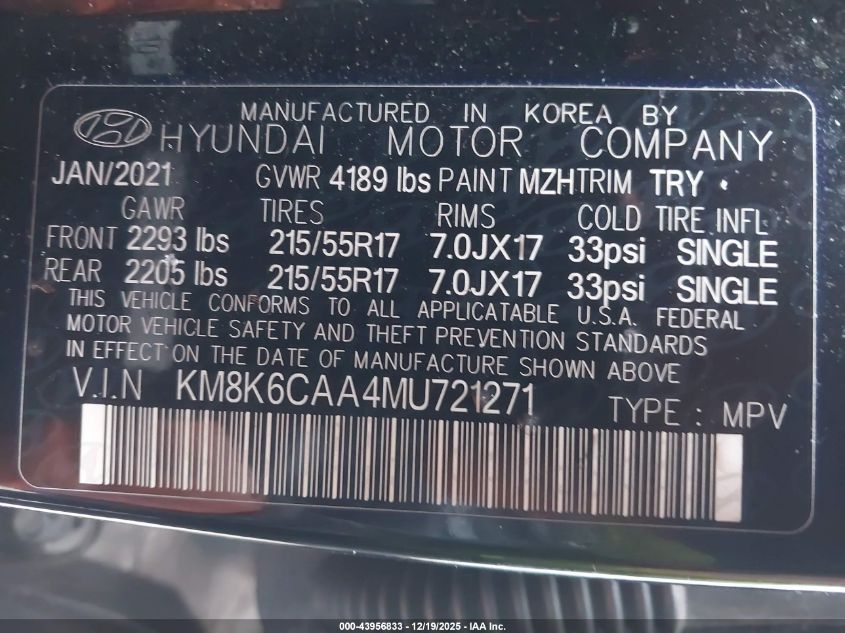 MANUFACTURED IN KOREA BY
HYUNDAI MOTOR COMPANY
JAN/2021 GVWR 4189 lbs PAINT MZH TRIM TRY
GAWR TIRES RIMS COLD TIRE INFL
FRONT 2293 lbs 215/55R17 7.0JX17 33psi SINGLE
REAR 2205 lbs 215/55R17 7.0JX17 33psi SINGLE
THIS VEHICLE CONFORMS TO ALL APPLICATABLE U.S.A. FEDERAL
MOTOR VEHICLE SAFETY AND THEFT PREVENTION STANDARDS
IN EFFECT ON THE DATE OF MANUFACTURE SHOWN ABOVE
V.I.N KM8K6CAA4MU721271 TYPE : MPV
000-43956833 - 12/19/2025 - IAA Inc.